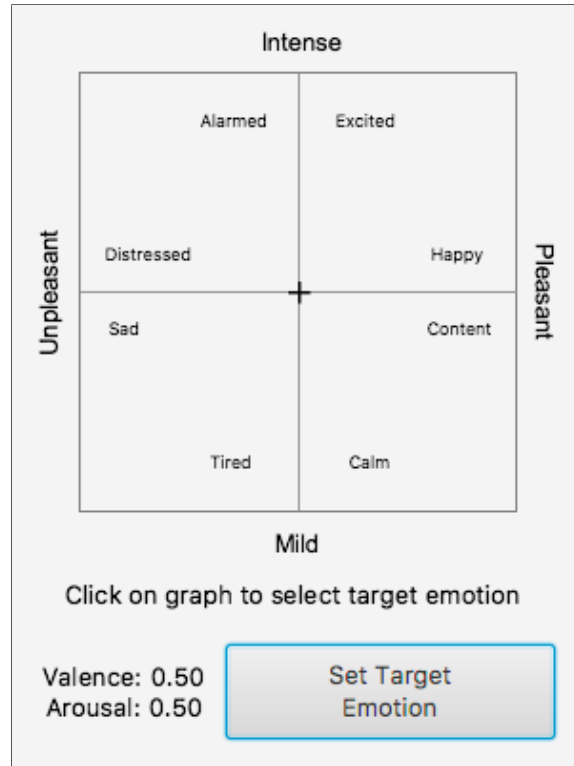 Intense
Alarmed
Excited
Distressed
Happy
Unpleasant
Pleasant
Sad
Content
Tired
Calm
Mild
Click on graph to select target emotion
Valence: 0.50
Arousal: 0.50
Set Target
Emotion